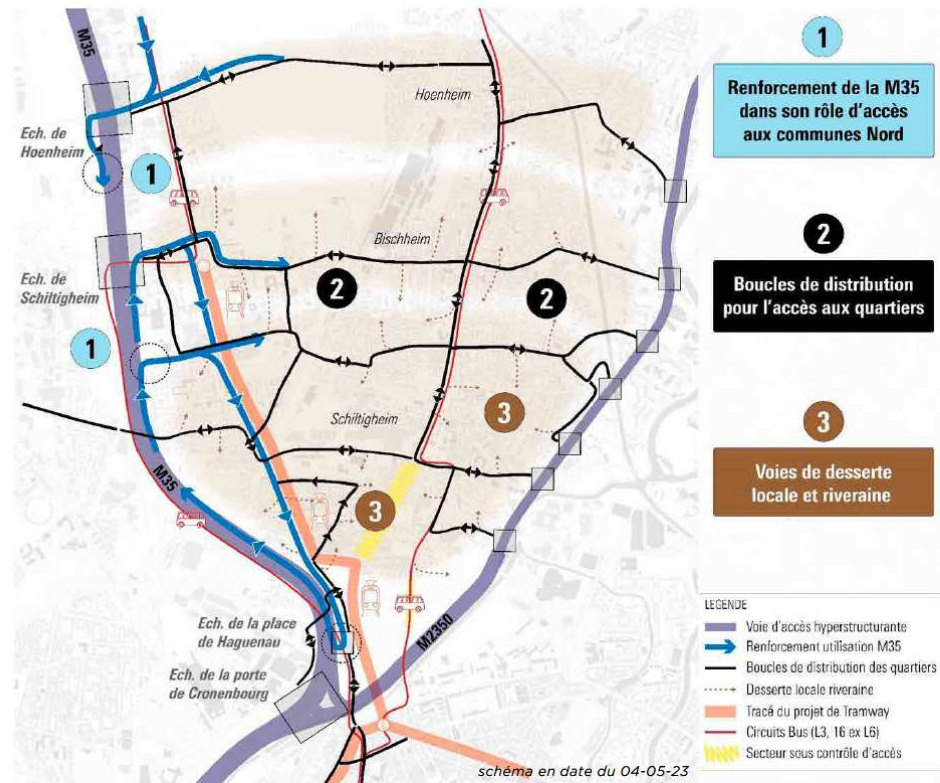 M35
Hoenheim
Ech. de
Hoenheim
1
Bischheim
Ech. de
Schiltigheim
2
2
1
Schiltigheim
3
3
M35
Ech. de la place
de Haguenau
M2350
Ech. de la porte
de Cronenbourg
schéma en date du 04-05-23
1
Renforcement de la M35
dans son rôle d'accès
aux communes Nord
2
Boucles de distribution
pour l'accès aux quartiers
3
Voies de desserte
locale et riveraine
LEGENDE
Voie d'accès hyperstructurante
Renforcement utilisation M35
Boucles de distribution des quartiers
Desserte locale riveraine
Tracé du projet de Tramway
Circuits Bus (L3, 16 ex L6)
Secteur sous contrôle d'accès